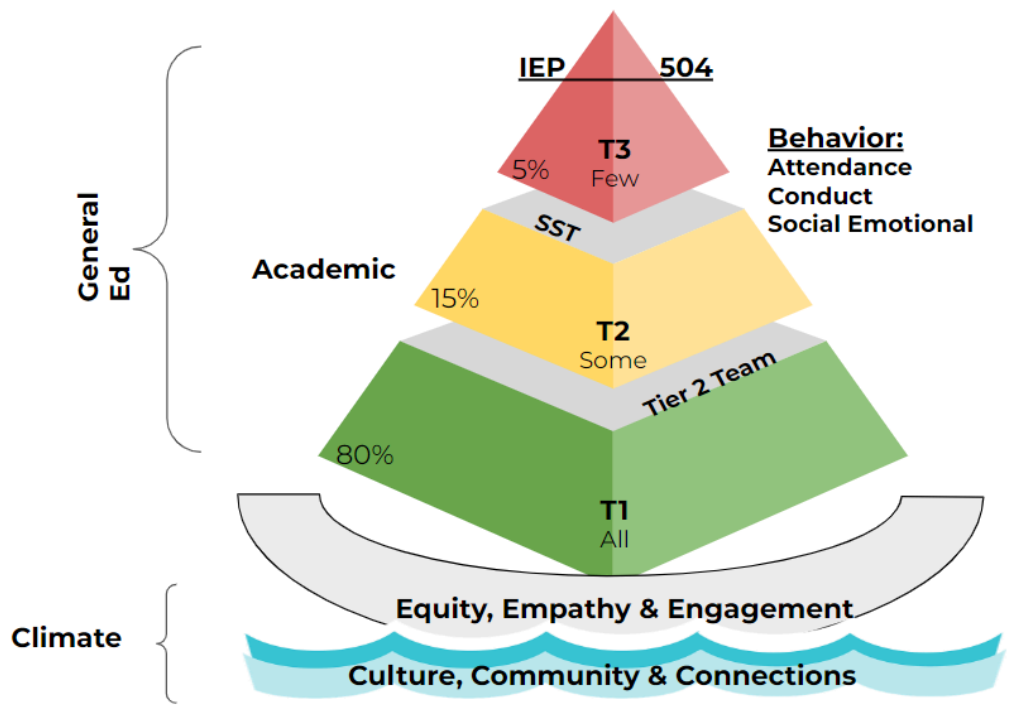 IEP 504
T3
5% Few
Behavior:
Attendance
Conduct
Social Emotional
SST
General
Ed
Academic
15%
T2
Some
Tier 2 Team
80%
T1
All
Equity, Empathy & Engagement
Climate
Culture, Community & Connections